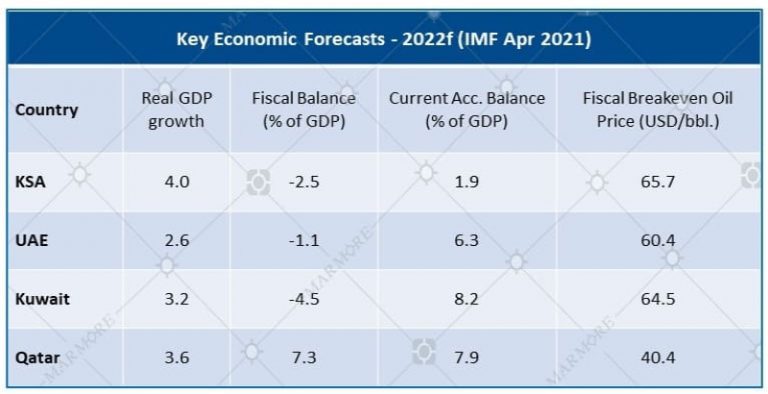 Key Economic Forecasts - 2022f (IMF Apr 2021)
Country Real GDP growth Fiscal Balance (% of GDP) Current Acc. Balance (% of GDP) Fiscal Breakeven Oil Price (USD/bbl.)
KSA 4.0 -2.5 1.9 65.7
UAE 2.6 -1.1 6.3 60.4
Kuwait 3.2 -4.5 8.2 64.5
Qatar 3.6 7.3 7.9 40.4
MARMORE